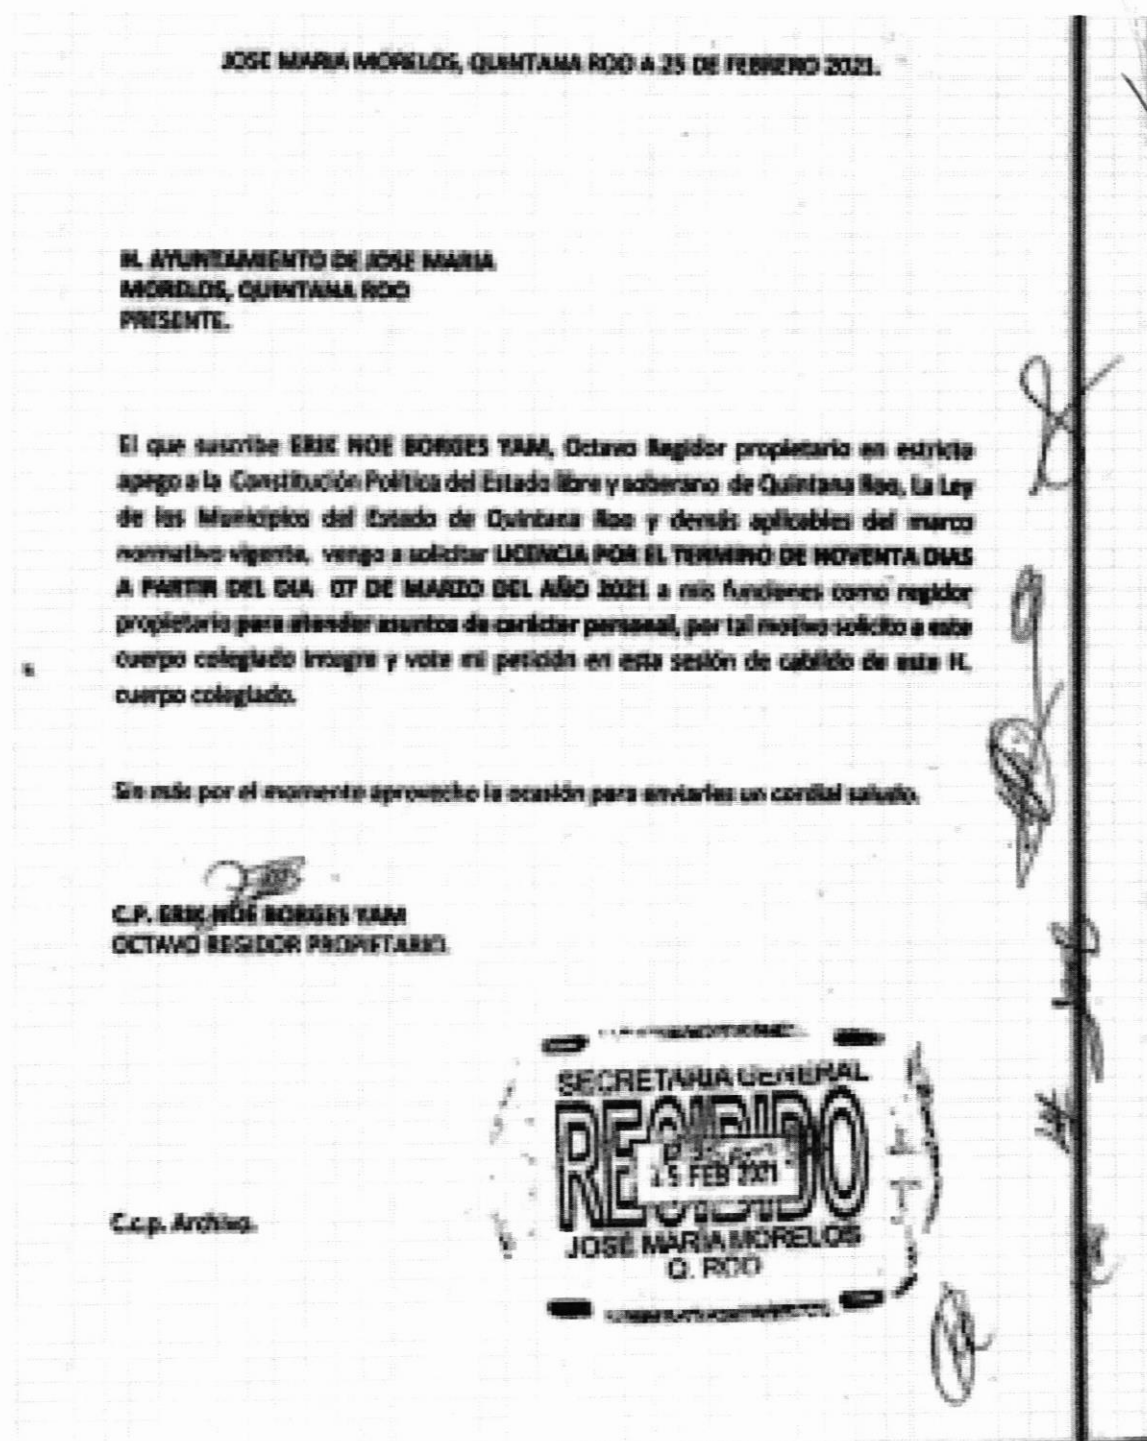 JOSE MARIA MORELOS, QUINTANA ROO A 25 DE FEBRERO 2021.
H. AYUNTAMIENTO DE JOSE MARIA
MORELOS, QUINTANA ROO
PRESENTE.
El que suscribe ERIK NOE BORGES YAM, Octavo Regidor propietario en estricto
apego a la Constitución Política del Estado libre y soberano de Quintana Roo, La Ley
de los Municipios del Estado de Quintana Roo y demás aplicables del marco
normativo vigente, vengo a solicitar LICENCIA POR EL TERMINO DE NOVENTA DIAS
A PARTIR DEL DIA 07 DE MARZO DEL AÑO 2021 a mis funciones como regidor
propietario para atender asuntos de carácter personal, por tal motivo solicito a este
cuerpo colegiado integre y vote mi petición en esta sesión de cabildo de este H.
cuerpo colegiado.
Sin más por el momento aprovecho la ocasión para enviarles un cordial saludo.
C.P. ERIK NOE BORGES YAM
OCTAVO REGIDOR PROPIETARIO.
SECRETARIA GENERAL
RECIBIDO
FEB 2021
JOSÉ MARÍA MORELOS
Q. ROO
C.c.p. Archivo.